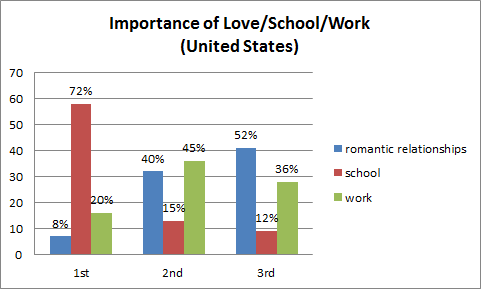 Importance of Love/School/Work
(United States)
70
60
50
40
30
20
10
0
8%
72%
20%
40%
15%
45%
52%
12%
36%
1st
2nd
3rd
romantic relationships
school
work